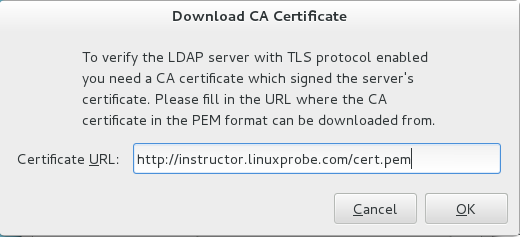 Download CA Certificate
To verify the LDAP server with TLS protocol enabled
you need a CA certificate which signed the server's
certificate. Please fill in the URL where the CA
certificate in the PEM format can be downloaded from.
Certificate URL: http://instructor.linuxprobe.com/cert.pem
Cancel OK